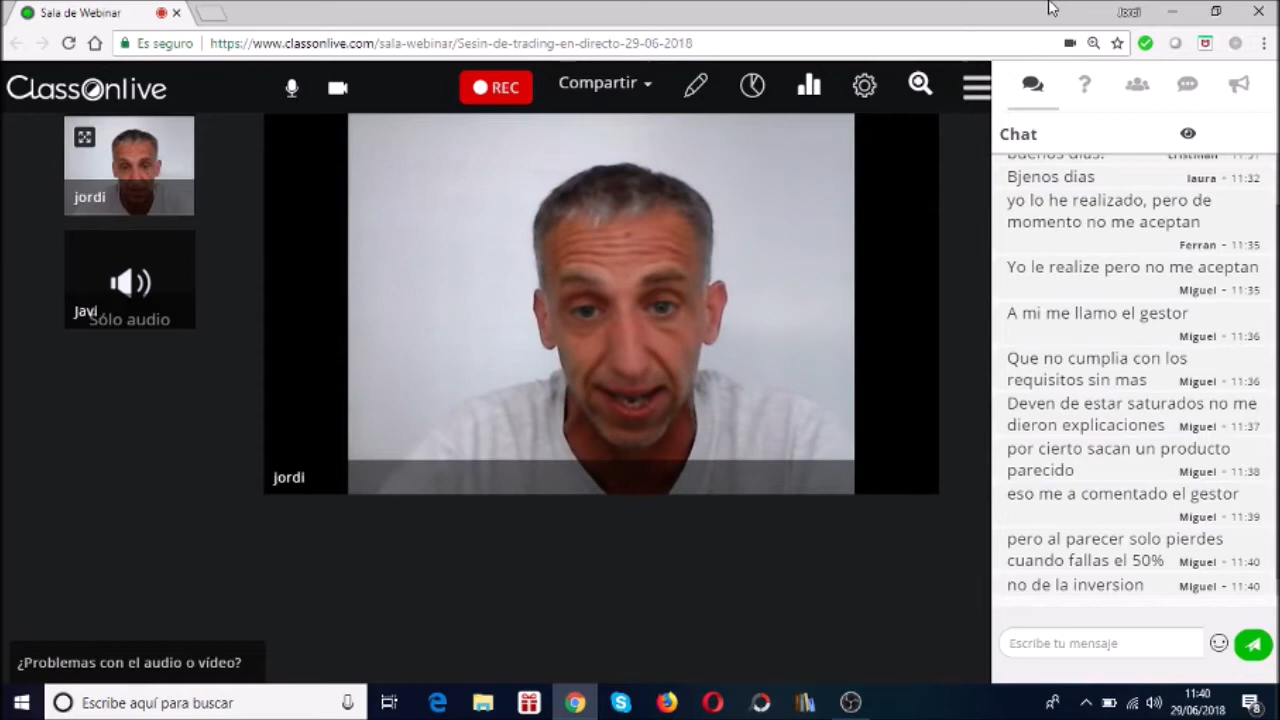 Sala de Webinar
Jordi
Es seguro
https://www.classonlive.com/sala-webinar/Sesin-de-trading-en-directo-29-06-2018
ClassOnlive
REC
Compartir
jordi
Javi
Sólo audio
jordi
¿Problemas con el audio o vídeo?
Chat
buenos dias. cristhian - 11:31
Bjenos dias laura - 11:32
yo lo he realizado, pero de
momento no me aceptan
Ferran - 11:35
Yo le realize pero no me aceptan
Miguel - 11:35
A mi me llamo el gestor
Miguel - 11:36
Que no cumplia con los
requisitos sin mas Miguel - 11:36
Deven de estar saturados no me
dieron explicaciones Miguel - 11:37
por cierto sacan un producto
parecido Miguel - 11:38
eso me a comentado el gestor
Miguel - 11:39
pero al parecer solo pierdes
cuando fallas el 50% Miguel - 11:40
no de la inversion Miguel - 11:40
Escribe tu mensaje
Escribe aquí para buscar
11:40
29/06/2018
8